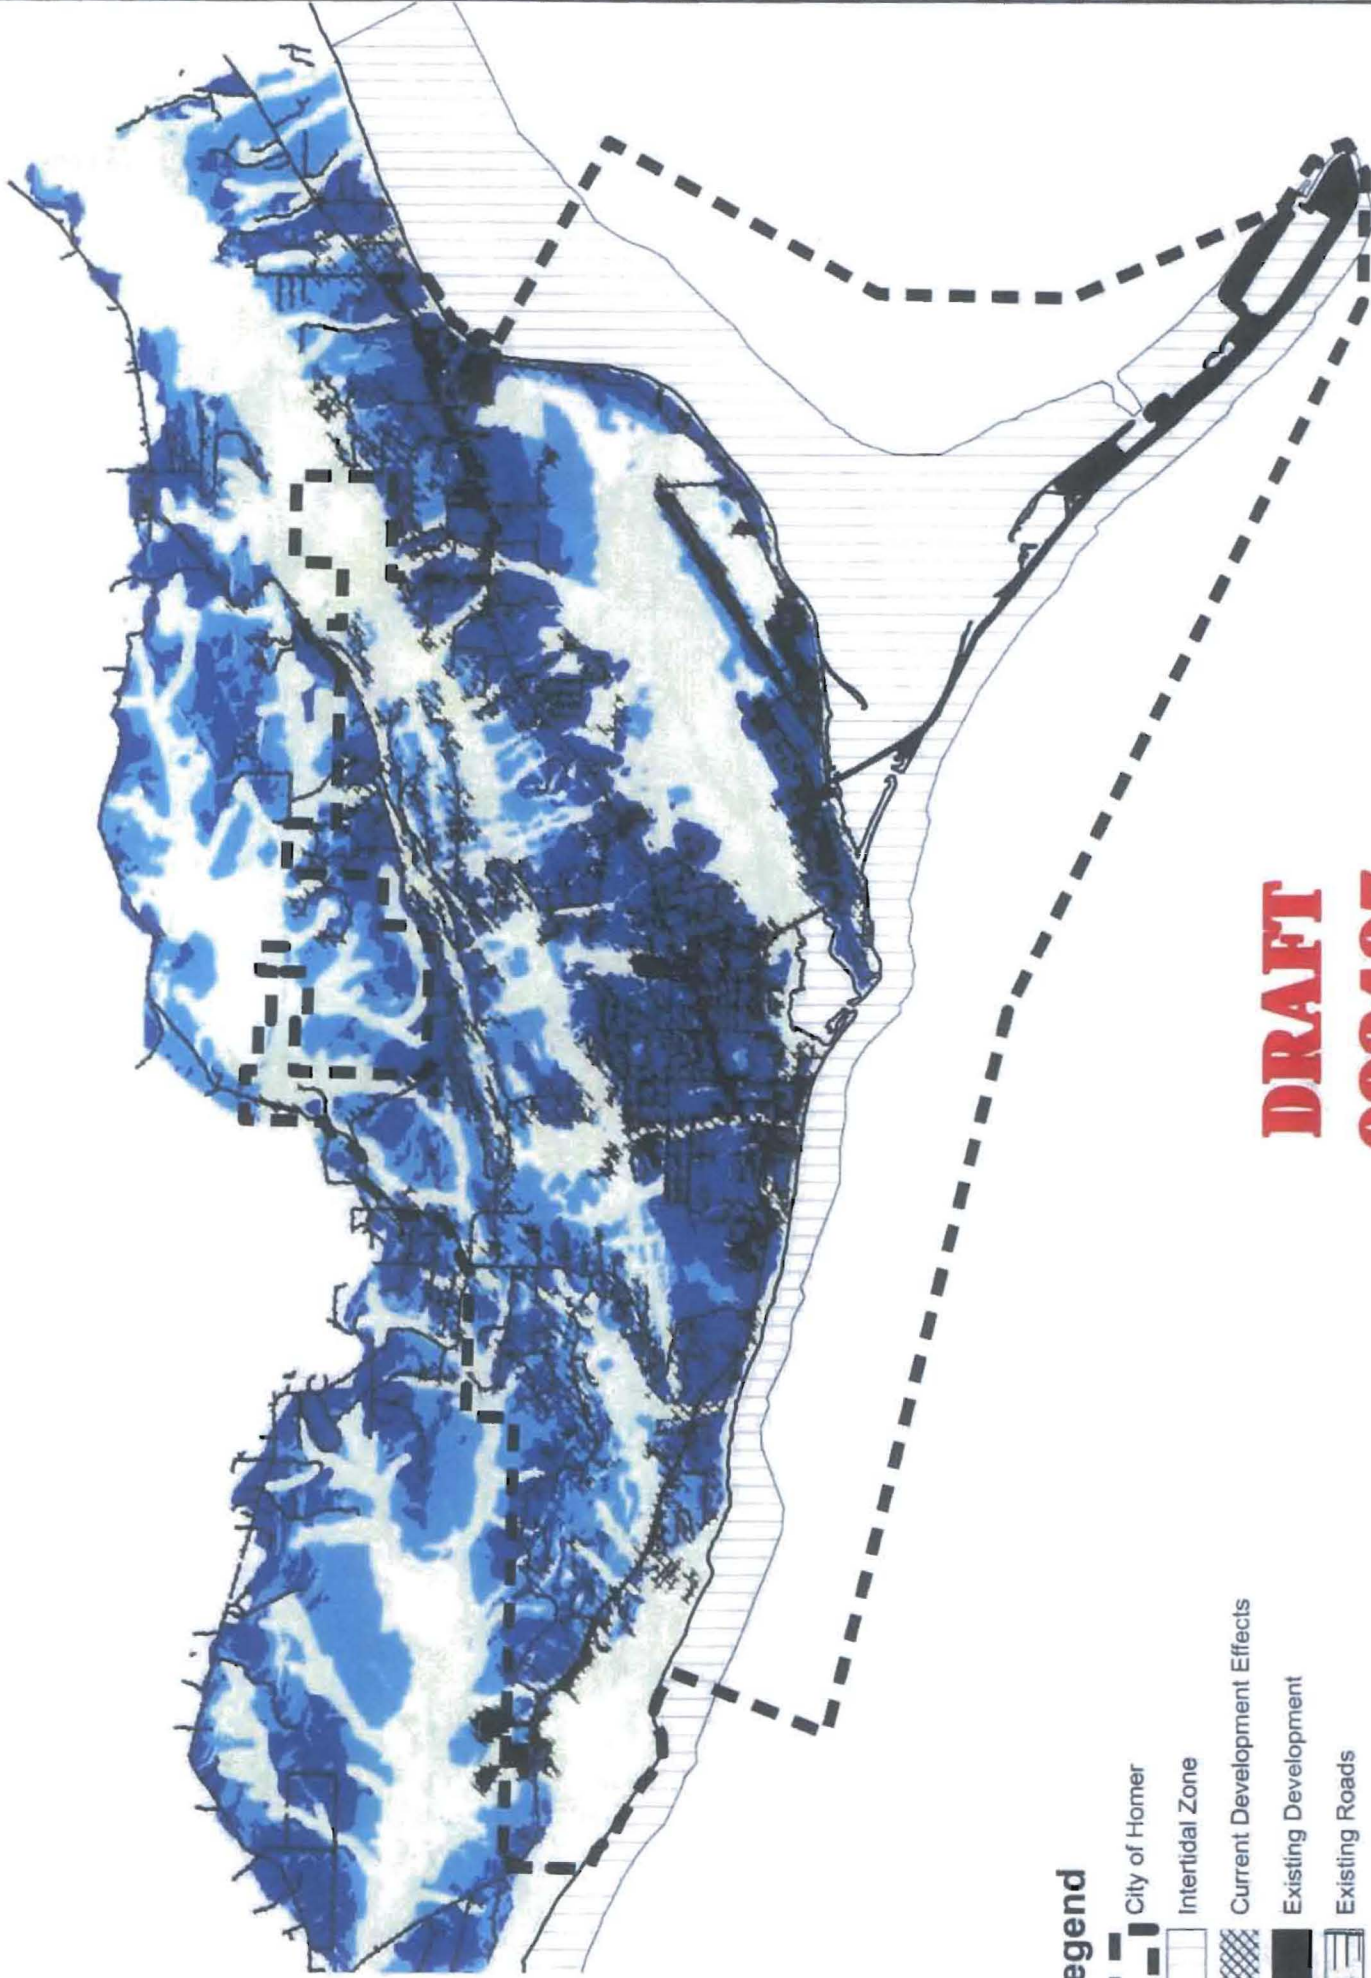 DRAFT
egend
City of Homer
Intertidal Zone
Current Development Effects
Existing Development
Existing Roads